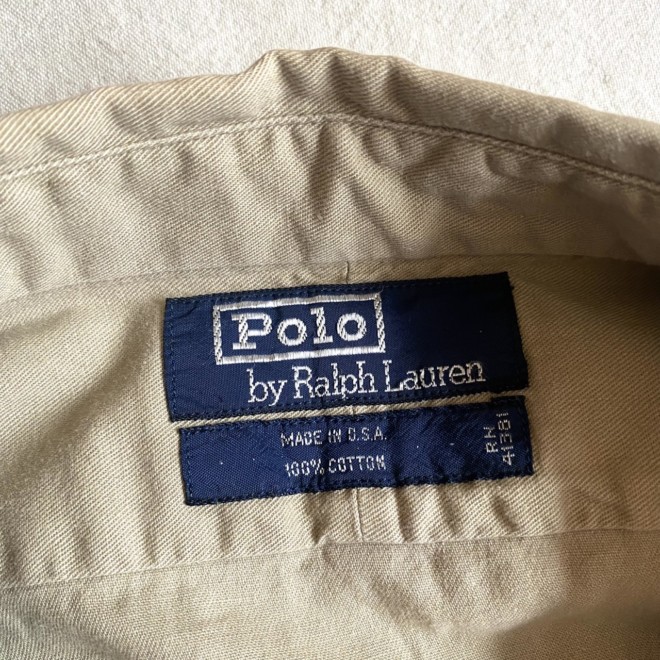 Polo
by Ralph Lauren
MADE IN U.S.A.
100% COTTON
RN
41381